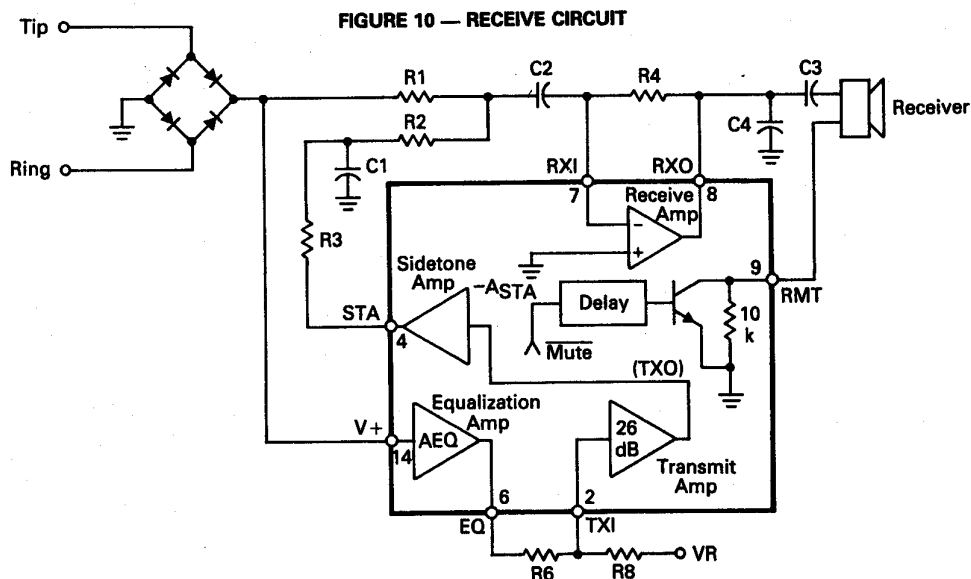 FIGURE 10 — RECEIVE CIRCUIT
Tip
R1
C2
R4
C3
Receiver
R2
C4
Ring
C1
RXI
RXO
7
8
Receive
Amp
−
+
R3
Sidetone
Amp
−ASTA
9
RMT
Delay
10
k
STA
4
Mute
(TXO)
Equalization
Amp
V+
14
AEQ
26
dB
Transmit
Amp
6
2
EQ
TXI
R6
R8
VR